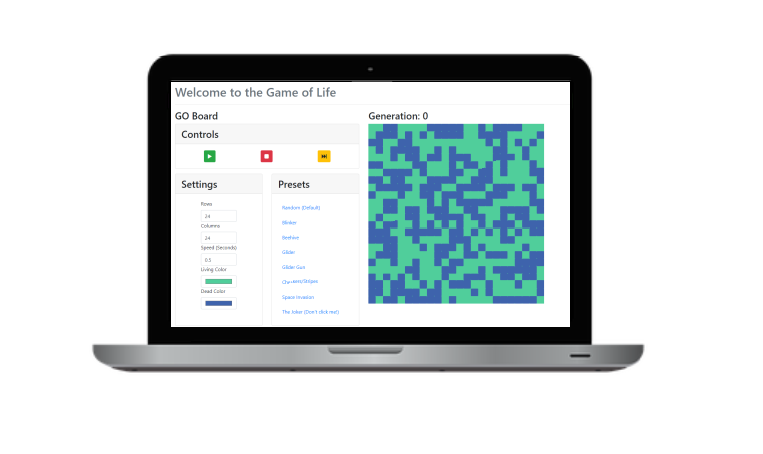 Welcome to the Game of Life
GO Board
Generation: 0
Controls
Settings
Presets
Rows
24
Columns
24
Speed (Seconds)
0.5
Living Color
Dead Color
Random (Default)
Blinker
Beehive
Glider
Glider Gun
Space Invasion
The Joker (Don't click me!)